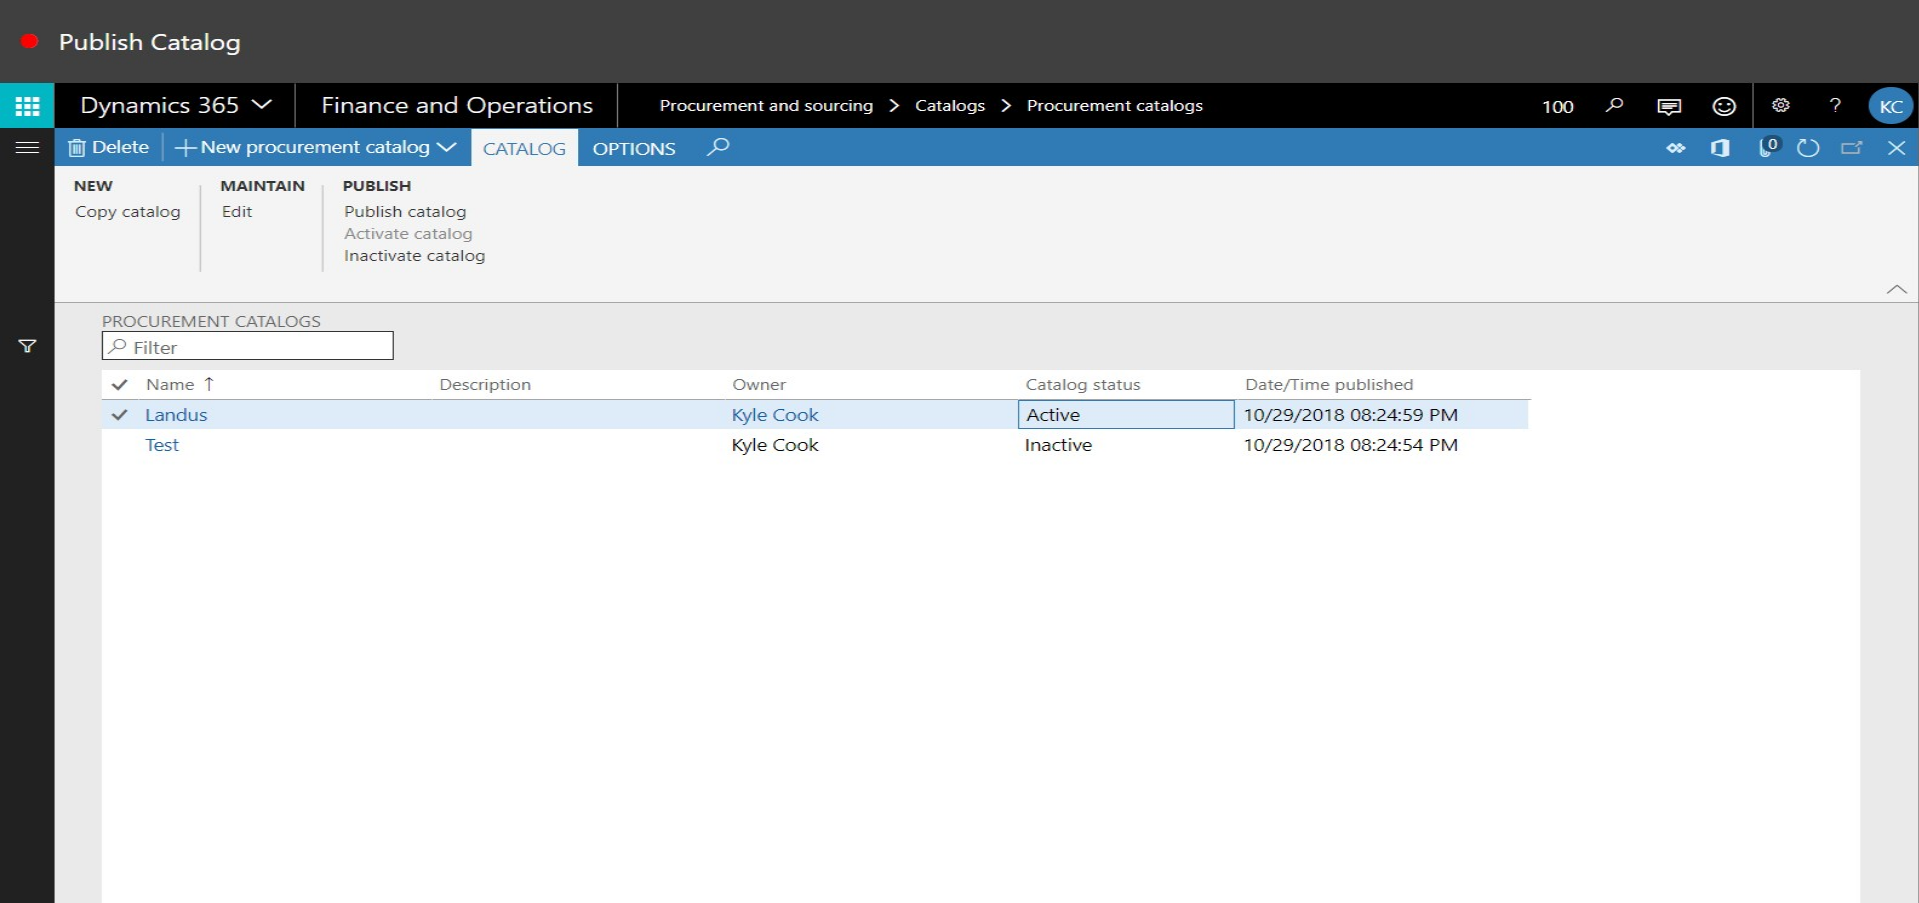 Publish Catalog
Dynamics 365 Finance and Operations Procurement and sourcing > Catalogs > Procurement catalogs 100 ? KC
Delete + New procurement catalog CATALOG OPTIONS 0
NEW MAINTAIN PUBLISH
Copy catalog Edit Publish catalog
Activate catalog
Inactivate catalog
PROCUREMENT CATALOGS
Filter
Name ↑ Description Owner Catalog status Date/Time published
Landus Kyle Cook Active 10/29/2018 08:24:59 PM
Test Kyle Cook Inactive 10/29/2018 08:24:54 PM